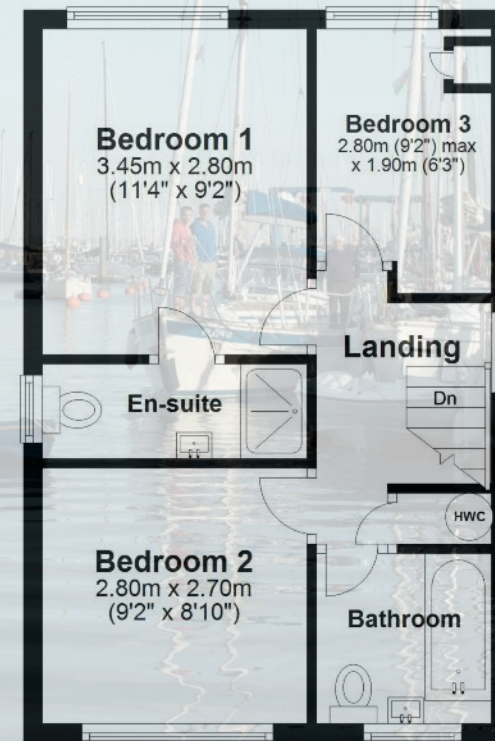 Bedroom 1
3.45m x 2.80m
(11'4" x 9'2")
Bedroom 3
2.80m (9'2") max
x 1.90m (6'3")
Landing
En-suite
Dn
HWC
Bedroom 2
2.80m x 2.70m
(9'2" x 8'10")
Bathroom